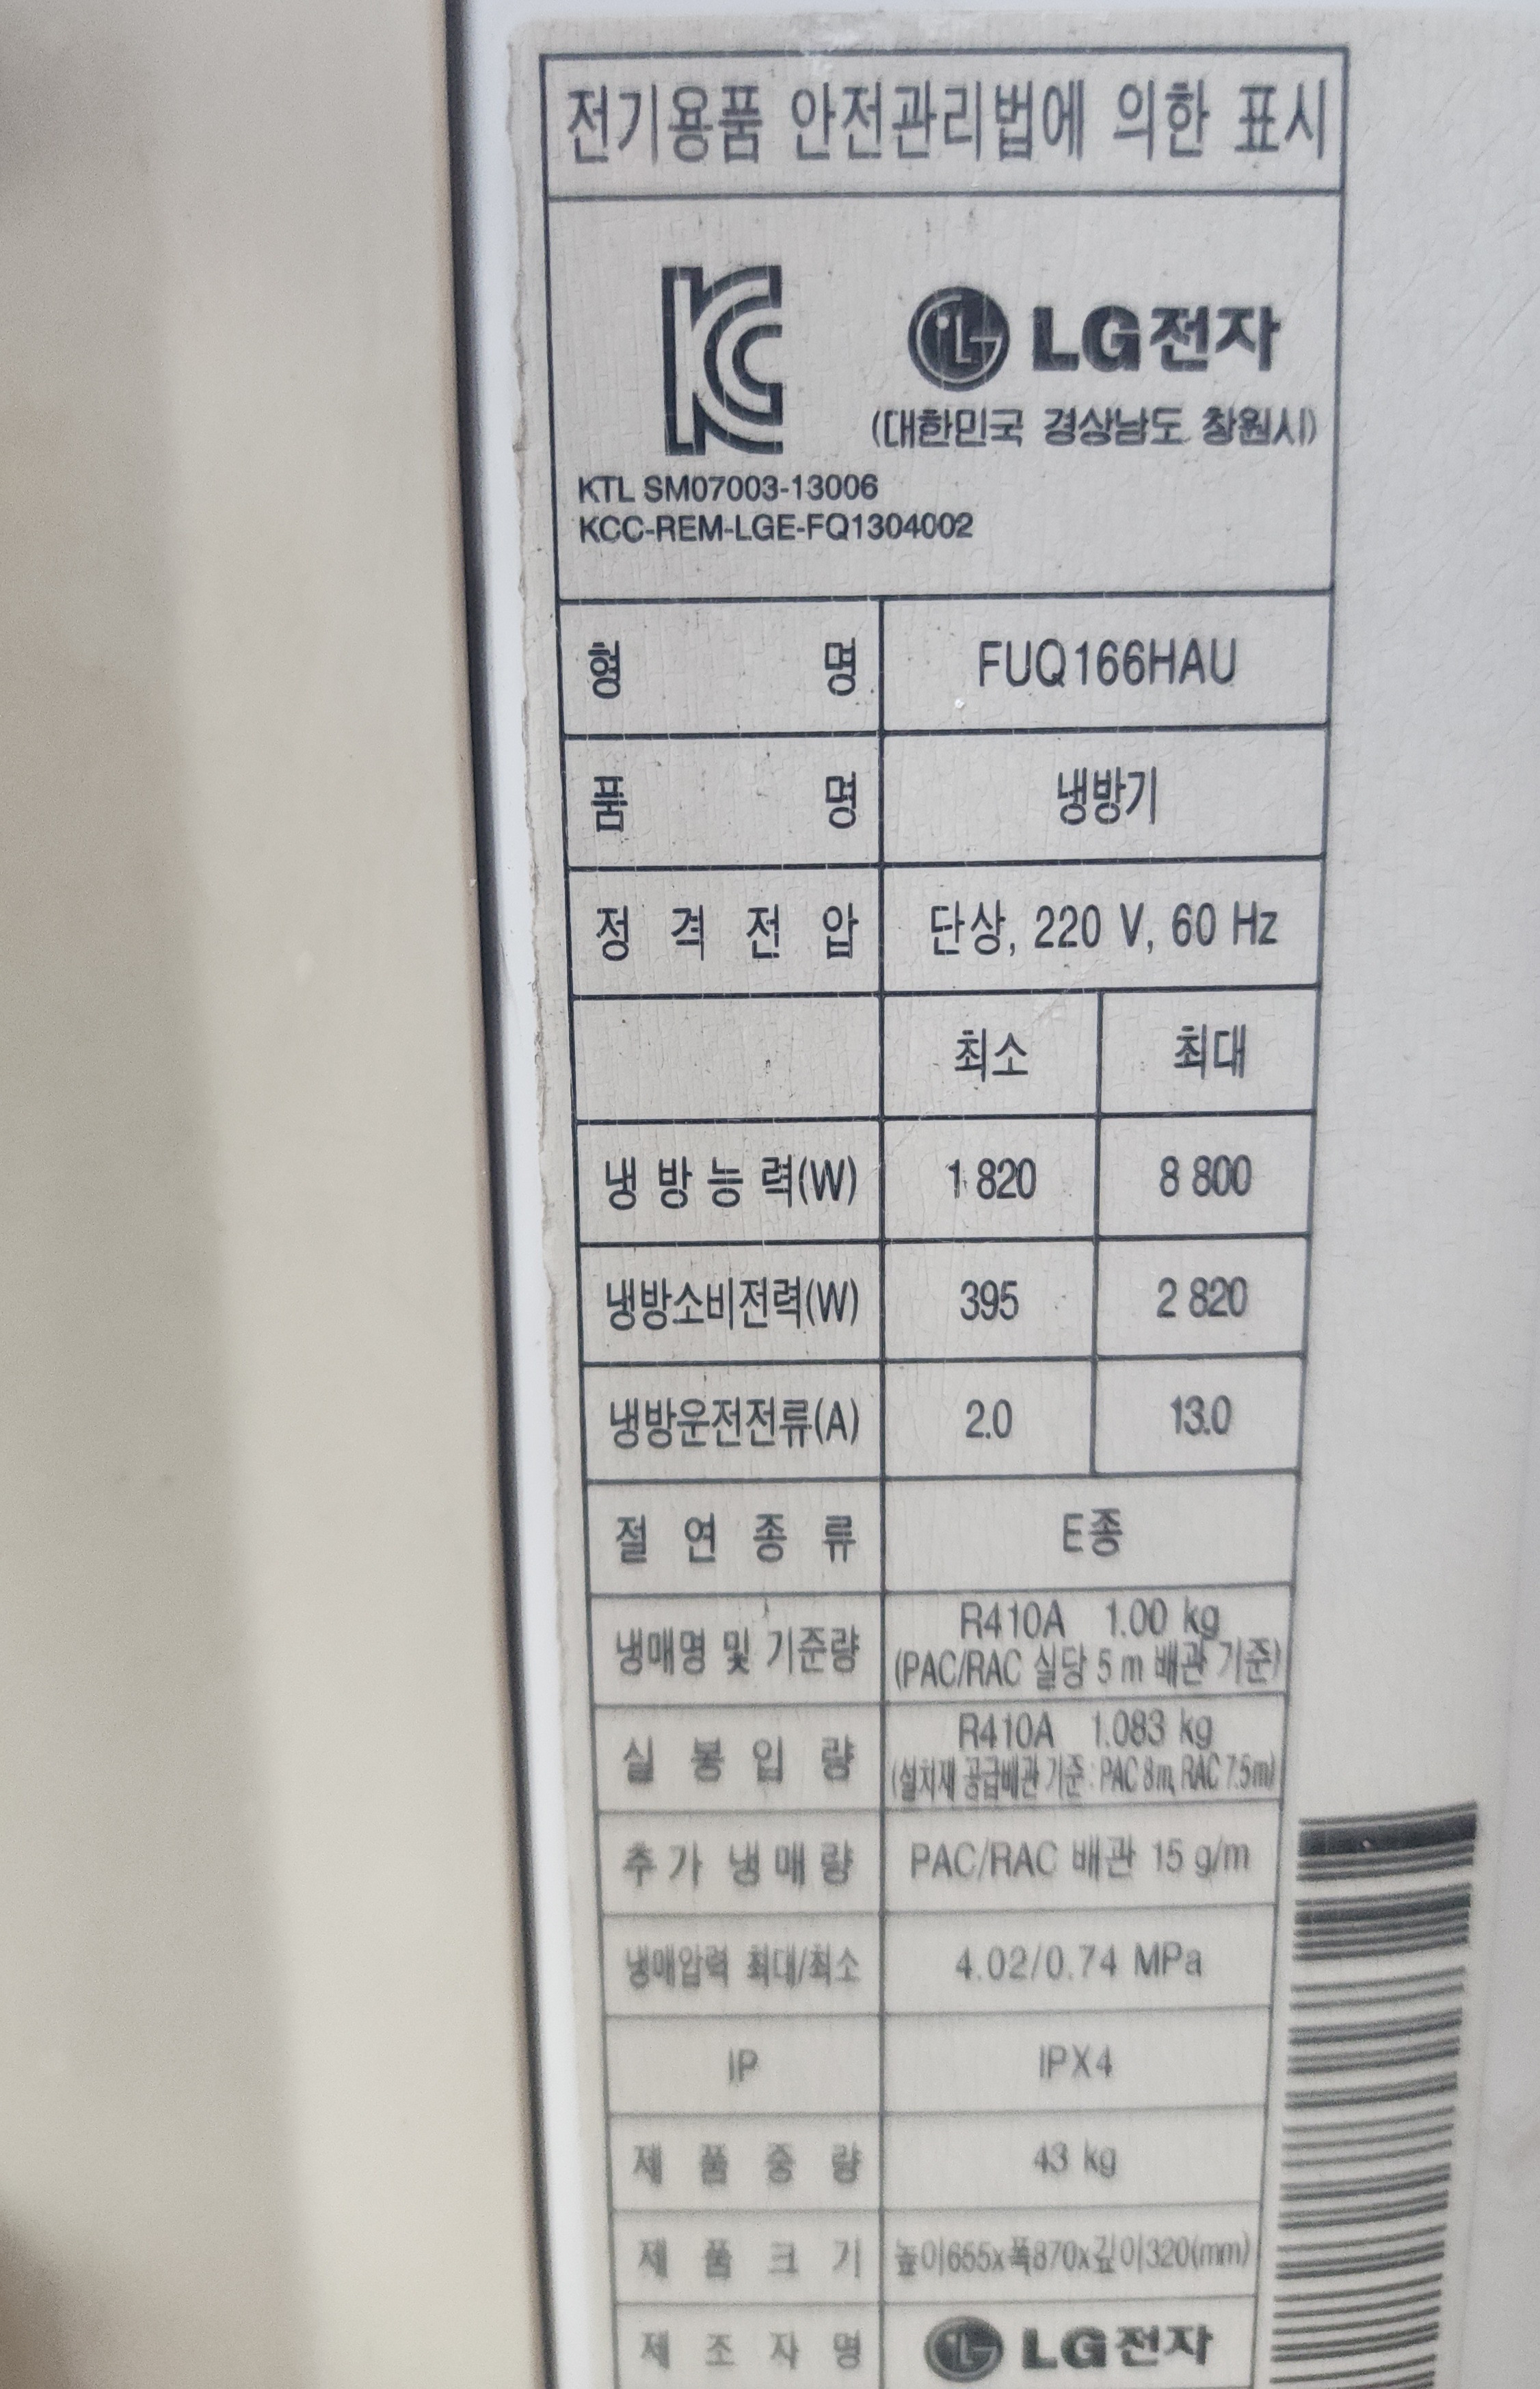 전기용품 안전관리법에 의한 표시
LG전자
(대한민국 경상남도 창원시)
KTL SM07003-13006
KCC-REM-LGE-FQ1304002
형 명 FUQ166HAU
품 명 냉방기
정 격 전 압 단상, 220 V, 60 Hz
최소 최대
냉 방 능 력(W) 1 820 8 800
냉방소비전력(W) 395 2 820
냉방운전전류(A) 2.0 13.0
절 연 종 류 E종
냉매명 및 기준량 R410A 1.00 kg
(PAC/RAC 실당 5 m 배관 기준)
실 봉 입 량 R410A 1.083 kg
(설치재 공급배관 기준 : PAC 8m, RAC 7.5m)
추가 냉매량 PAC/RAC 배관 15 g/m
냉매압력 최대/최소 4.02/0.74 MPa
IP IPX4
제 품 중 량 43 kg
제 품 크 기 높이655x폭870x깊이320(mm)
제 조 자 명 LG전자